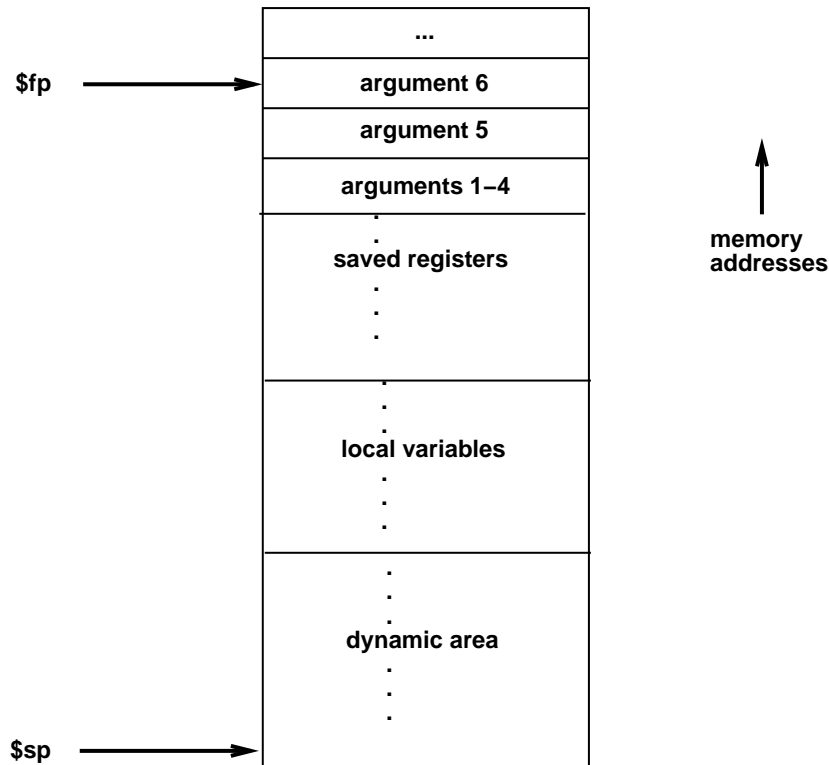 ...
$fp
argument 6
argument 5
arguments 1−4
memory
addresses
saved registers
local variables
dynamic area
$sp